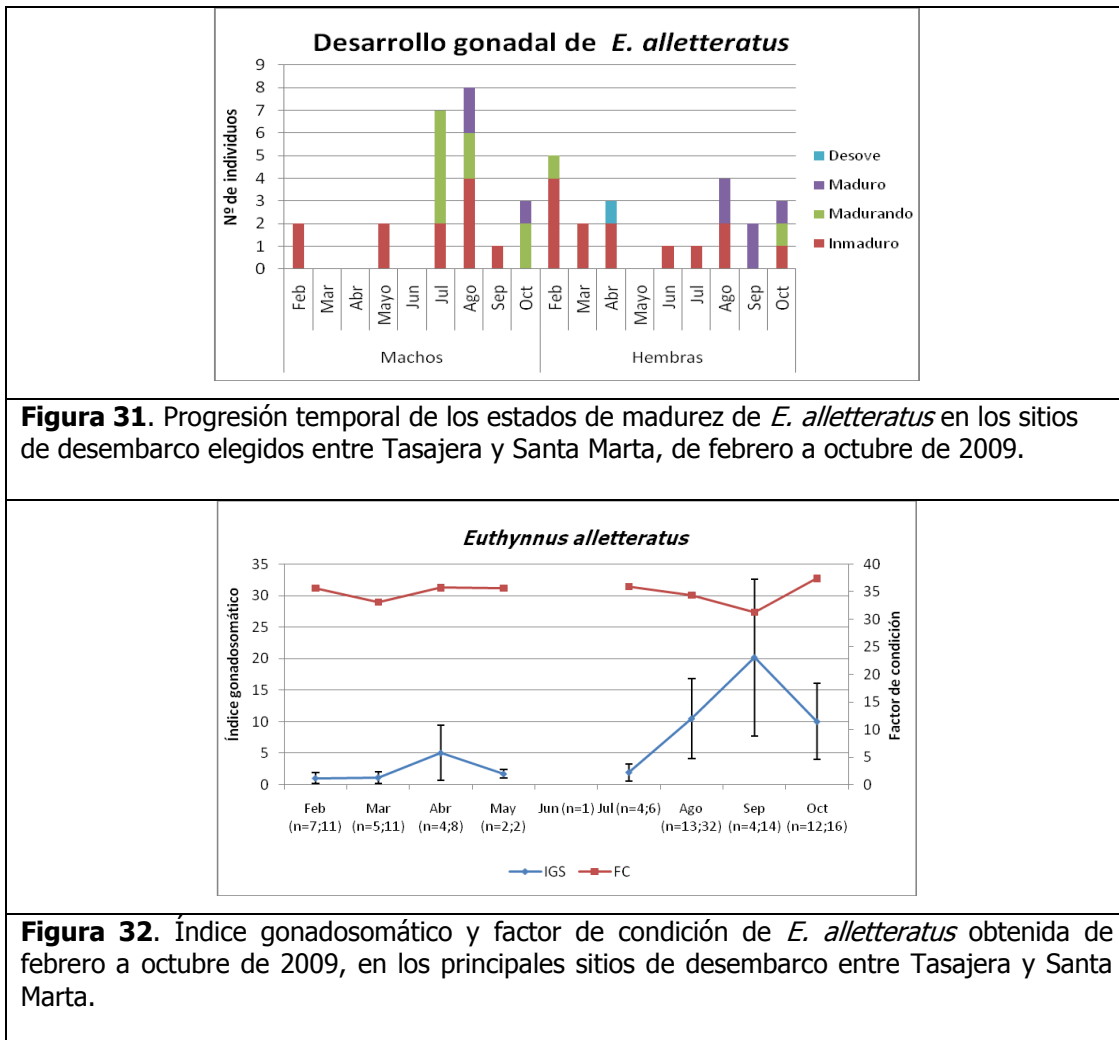 Desarrollo gonadal de E. alletteratus
Nº de individuos
9
8
7
6
5
4
3
2
1
0
Feb Mar Abr Mayo Jun Jul Ago Sep Oct Feb Mar Abr Mayo Jun Jul Ago Sep Oct
Machos Hembras
Desove
Maduro
Madurando
Inmaduro
Figura 31. Progresión temporal de los estados de madurez de E. alletteratus en los sitios
de desembarco elegidos entre Tasajera y Santa Marta, de febrero a octubre de 2009.
Euthynnus alletteratus
Índice gonadosomático
35
30
25
20
15
10
5
0
Factor de condición
40
35
30
25
20
15
10
5
0
Feb Mar Abr May Jun (n=1) Jul (n=4;6) Ago Sep Oct
(n=7;11) (n=5;11) (n=4;8) (n=2;2) (n=13;32) (n=4;14) (n=12;16)
IGS FC
Figura 32. Índice gonadosomático y factor de condición de E. alletteratus obtenida de
febrero a octubre de 2009, en los principales sitios de desembarco entre Tasajera y Santa
Marta.